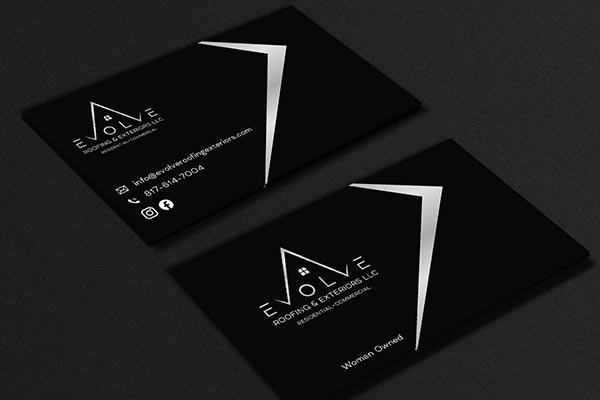 EVOLVE
ROOFING & EXTERIORS LLC
RESIDENTIAL • COMMERCIAL
info@evolveroofingexteriors.com
817-614-7004
EVOLVE
ROOFING & EXTERIORS LLC
RESIDENTIAL • COMMERCIAL
Woman Owned